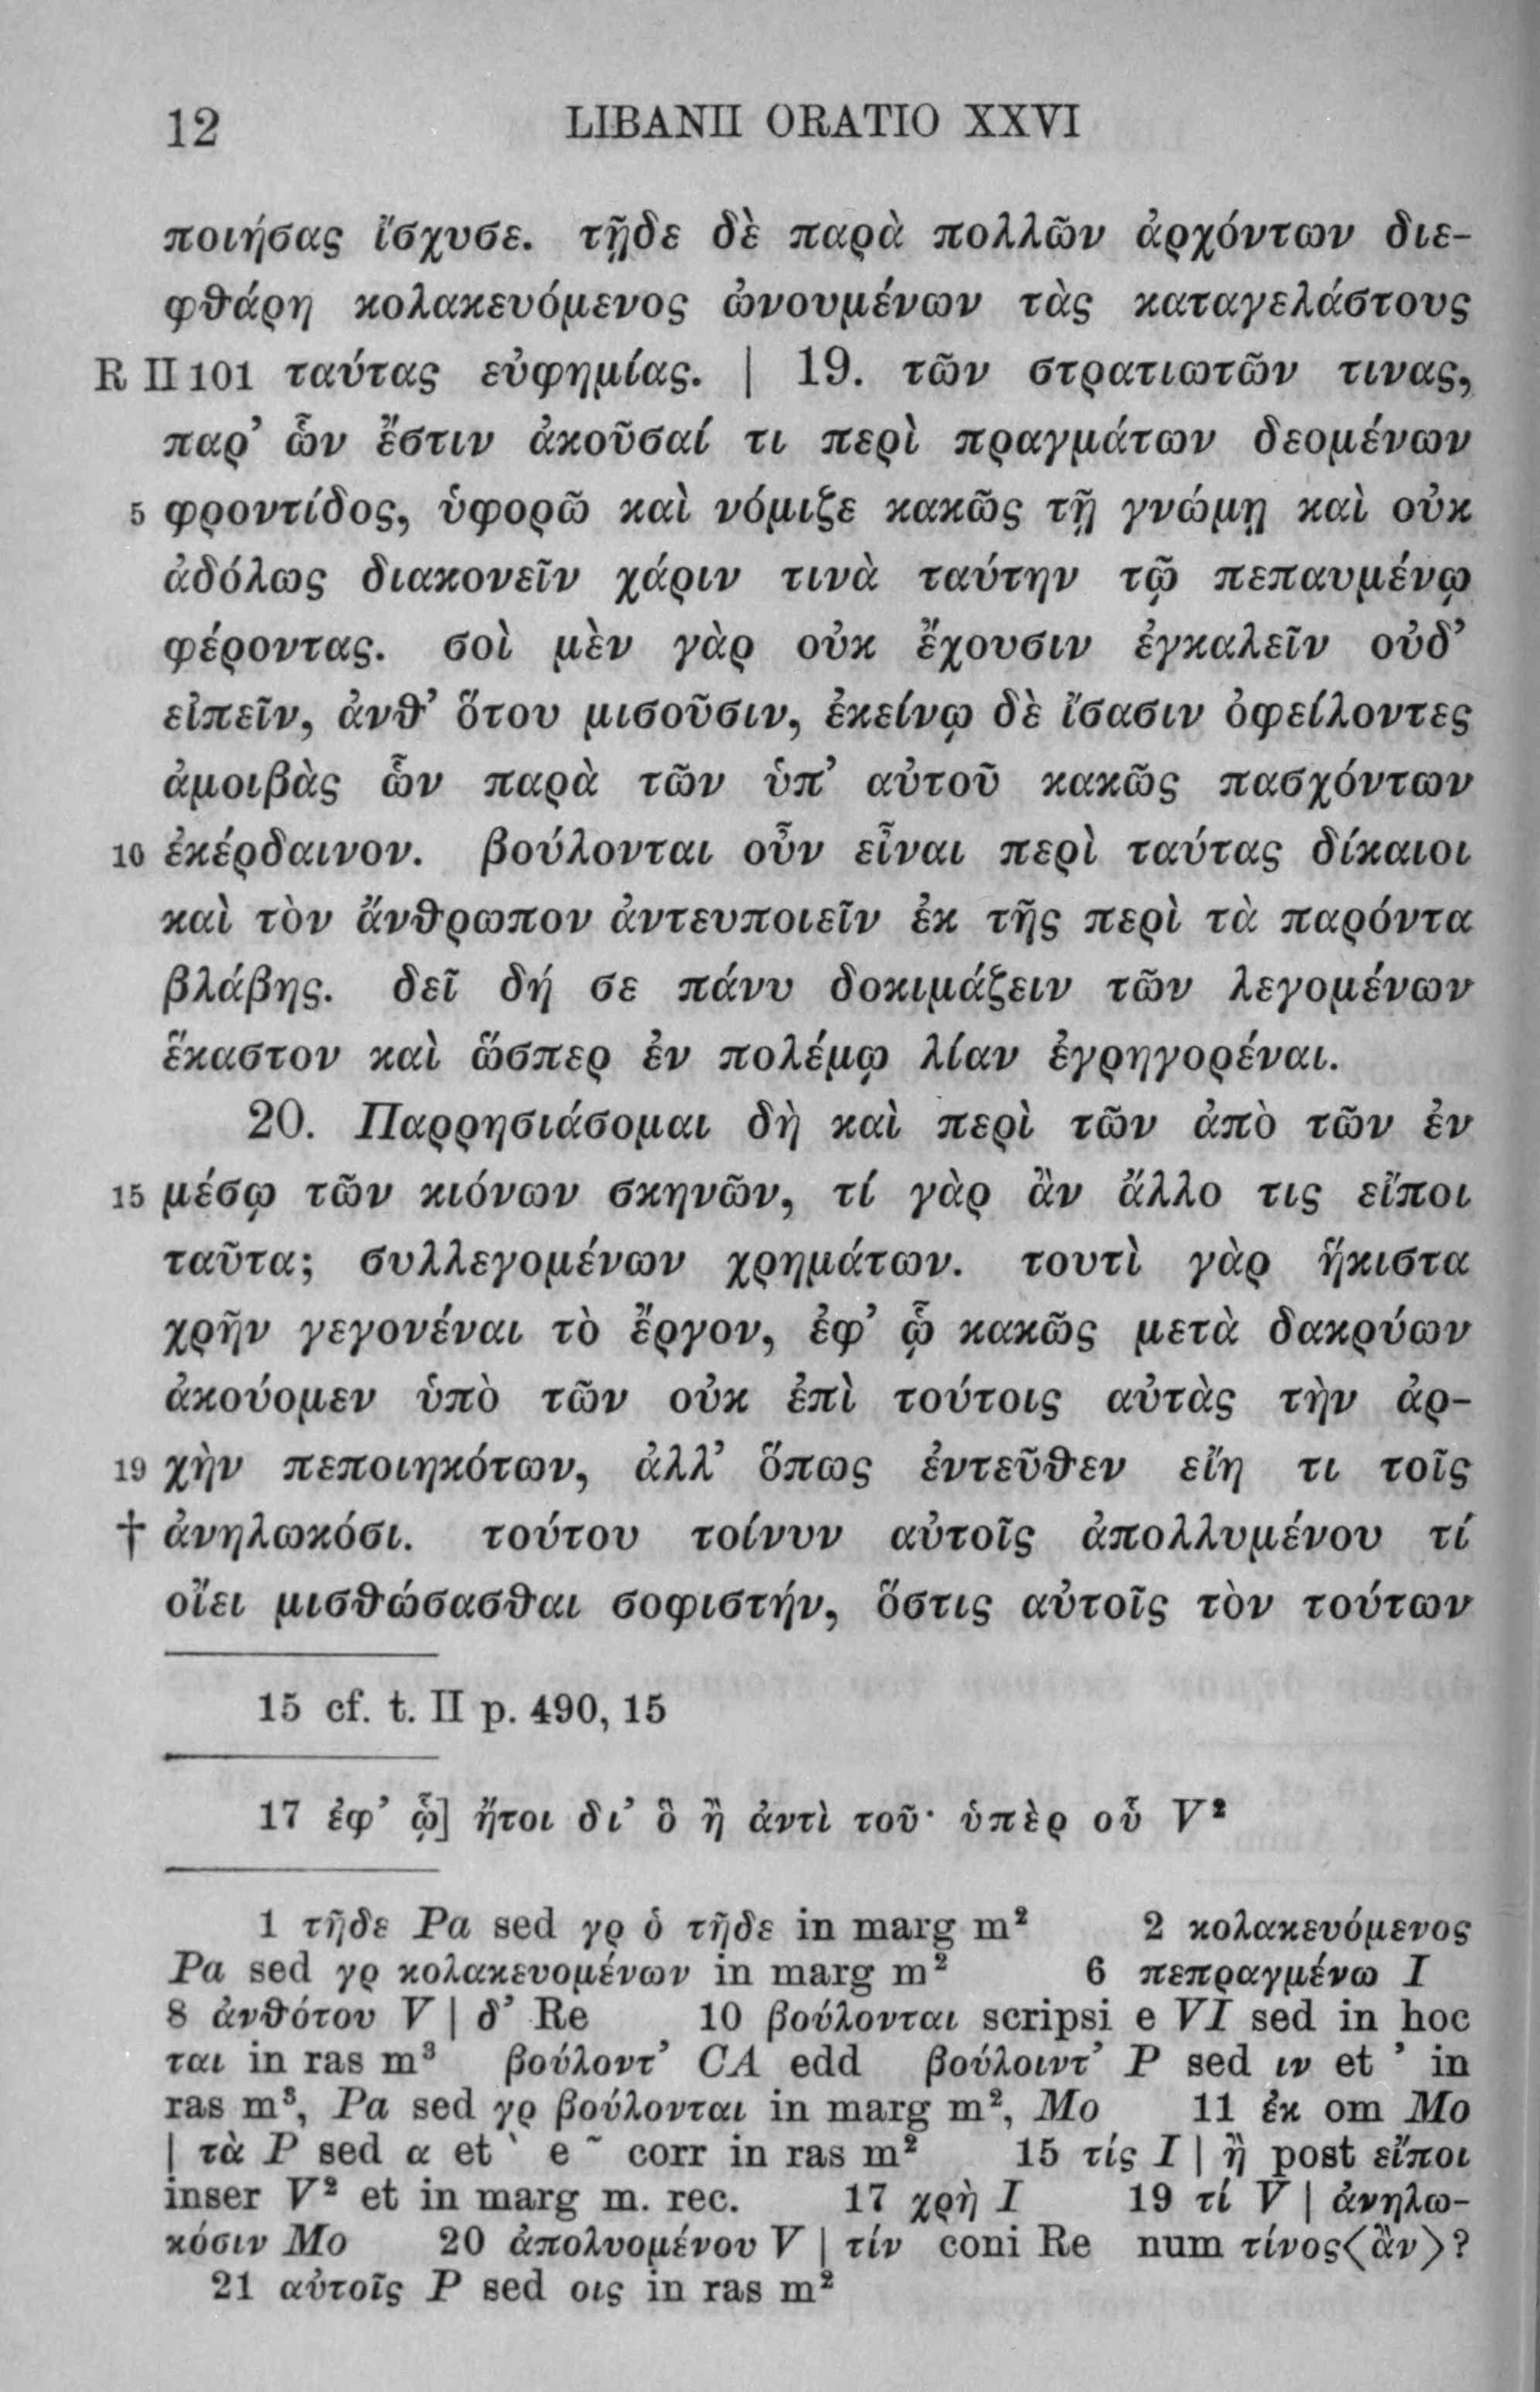 12 LIBANII ORATIO XXVI
ποιήσας ἴσχυσε. τῇδε δὲ παρὰ πολλῶν ἀρχόντων διε-
φθάρη κολακευόμενος ὠνουμένων τὰς καταγελάστους
R II 101 ταύτας εὐφημίας. | 19. τῶν στρατιωτῶν τινας,
παρ’ ὧν ἔστιν ἀκοῦσαί τι περὶ πραγμάτων δεομένων
5 φροντίδος, ὑφορῶ καὶ νόμιζε κακῶς τῇ γνώμῃ καὶ οὐκ
ἀδόλως διακονεῖν χάριν τινὰ ταύτην τῷ πεπαυμένῳ
φέροντας. σοὶ μὲν γὰρ οὐκ ἔχουσιν ἐγκαλεῖν οὐδ’
εἰπεῖν, ἀνθ’ ὅτου μισοῦσιν, ἐκείνῳ δὲ ἴσασιν ὀφείλοντες
ἀμοιβὰς ὧν παρὰ τῶν ὑπ’ αὐτοῦ κακῶς πασχόντων
10 ἐκέρδαινον. βούλονται οὖν εἶναι περὶ ταύτας δίκαιοι
καὶ τὸν ἄνθρωπον ἀντευποιεῖν ἐκ τῆς περὶ τὰ παρόντα
βλάβης. δεῖ δή σε πάνυ δοκιμάζειν τῶν λεγομένων
ἕκαστον καὶ ὥσπερ ἐν πολέμῳ λίαν ἐγρηγορέναι.
20. Παρρησιάσομαι δὴ καὶ περὶ τῶν ἀπὸ τῶν ἐν
15 μέσῳ τῶν κιόνων σκηνῶν, τί γὰρ ἂν ἄλλο τις εἴποι
ταῦτα; συλλεγομένων χρημάτων. τουτὶ γὰρ ἥκιστα
χρῆν γεγονέναι τὸ ἔργον, ἐφ’ ᾧ κακῶς μετὰ δακρύων
ἀκούομεν ὑπὸ τῶν οὐκ ἐπὶ τούτοις αὐτὰς τὴν ἀρ-
19 χὴν πεποιηκότων, ἀλλ’ ὅπως ἐντεῦθεν εἴη τι τοῖς
† ἀνηλωκόσι. τούτου τοίνυν αὐτοῖς ἀπολλυμένου τί
οἴει μισθώσασθαι σοφιστήν, ὅστις αὐτοῖς τὸν τούτων
15 cf. t. II p. 490, 15
17 ἐφ’ ᾧ] ἤτοι δι’ ὃ ἢ ἀντὶ τοῦ· ὑπὲρ οὗ V²
1 τῇδε Pa sed γρ ὁ τῇδε in marg m² 2 κολακευόμενος
Pa sed γρ κολακευομένων in marg m² 6 πεπραγμένω I
8 ἀνθότου V | δ’ Re 10 βούλονται scripsi e VI sed in hoc
ται in ras m³ βούλοντ’ CA edd βούλοιντ’ P sed ιν et ’ in
ras m³, Pa sed γρ βούλονται in marg m², Mo 11 ἐκ om Mo
| τὰ P sed α et ` e ~ corr in ras m² 15 τίς I | ἢ post εἴποι
inser V² et in marg m. rec. 17 χρὴ I 19 τί V | ἀνηλω-
κόσιν Mo 20 ἀπολυομένου V | τίν coni Re num τίνος⟨ἂν⟩?
21 αὐτοῖς P sed οις in ras m²